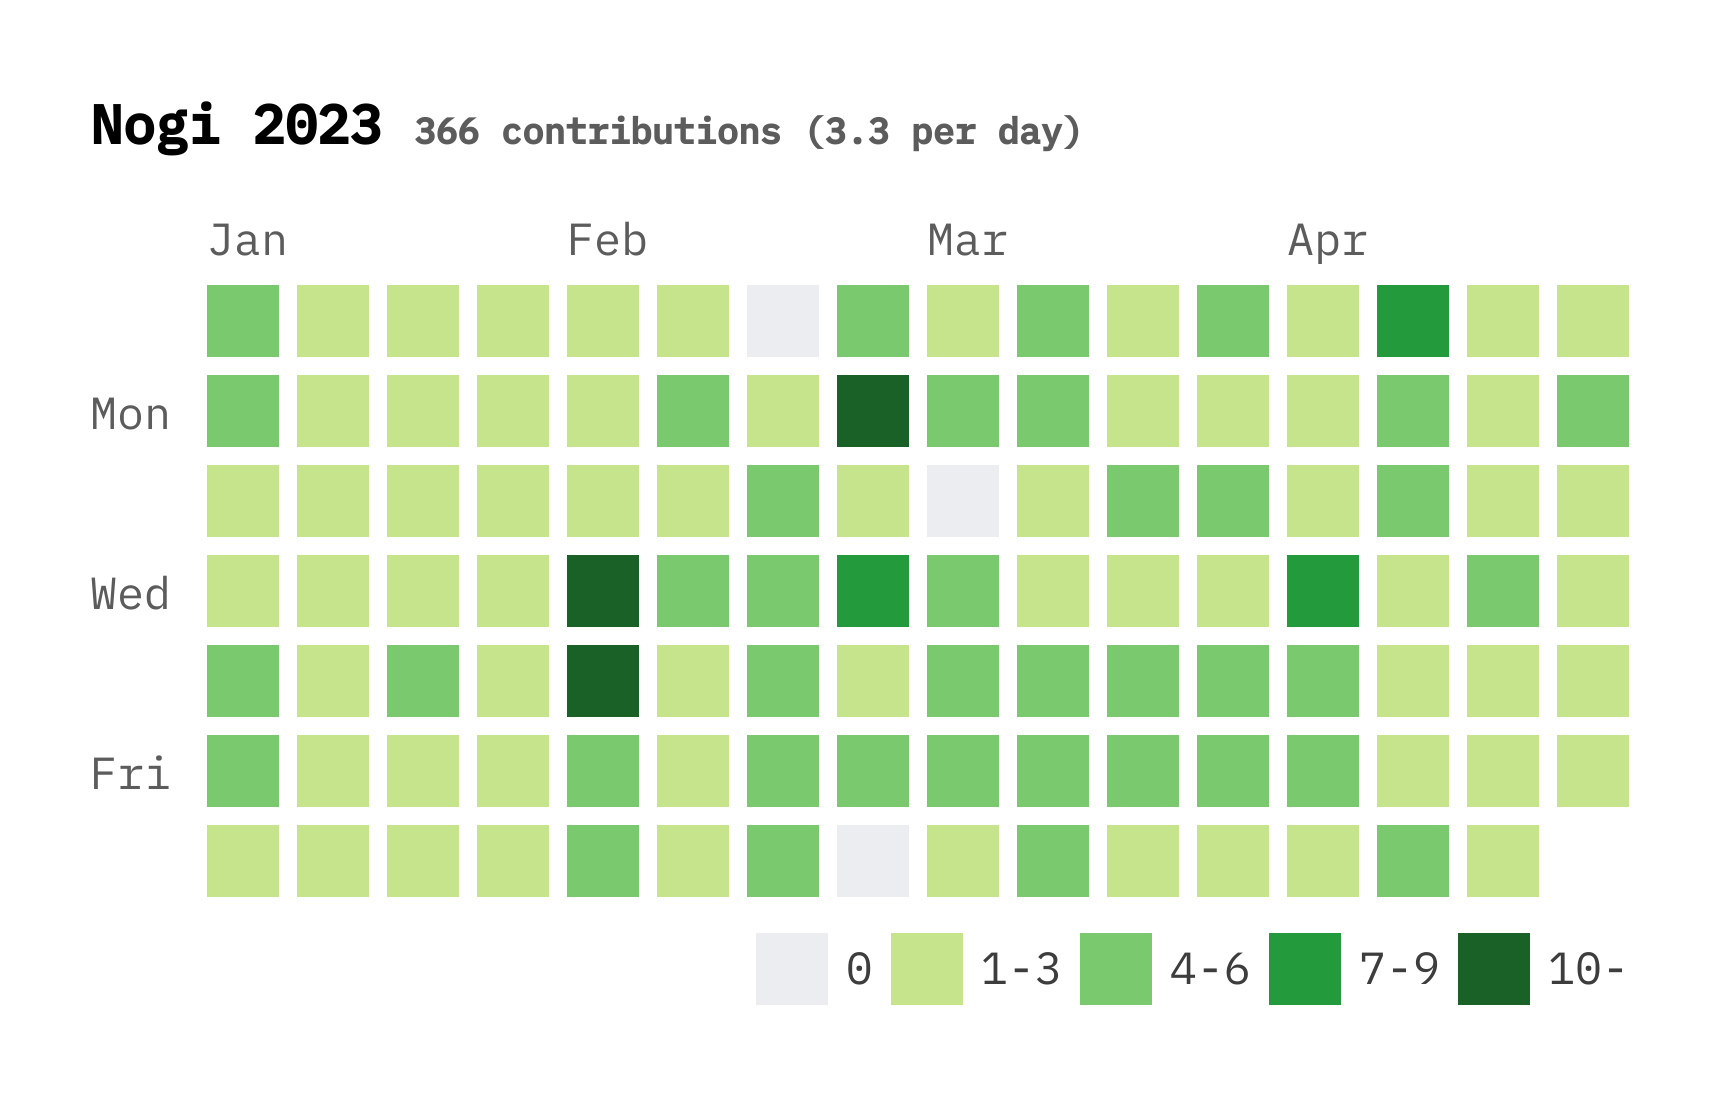 Nogi 2023 366 contributions (3.3 per day)
Jan Feb Mar Apr
Mon
Wed
Fri
0 1-3 4-6 7-9 10-